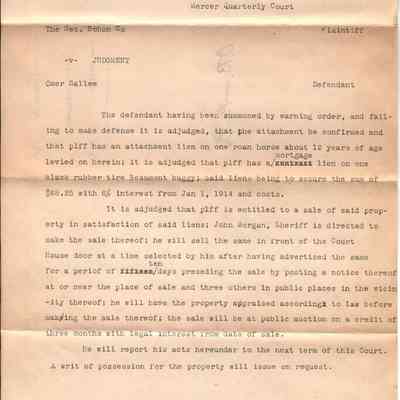 Mercer Quarterly Court
The Geo. Bohon Co Plaintiff
-v- JUDGMENT
Omer Sallee Defendant
The defendant having been summoned by warning order, and fail-
ing to make defense it is adjudged, that the attachment be confirmed and
that plff has an attachment lien on one roan horse about 12 years of age
mortgage
levied on herein; it is adjudged that plff has a/ lien on one
black rubber tire Beaumont buggy; said liens being to secure the sum of
with 6% interest from Jan 1, 1914 and costs.
It is adjudged that plff is entitled to a sale of said prop-
erty in satisfaction of said liens; John Morgan, Sheriff is directed to
make the sale thereof; he will sell the same in front of the Court
House door at a time selected by him after having advertised the same
ten
for a period of fifteen/days preceding the sale by posting a notice thereof
at or near the place of sale and three others in public places in the vicin
-ity thereof; he will have the property appraised according to law before
making the sale thereof; the sale will be at public auction on a credit of
three months with legal interest from date of sale.
He will report his acts hereunder to the next term of this Court.
A writ of possession for the property will issue on request.